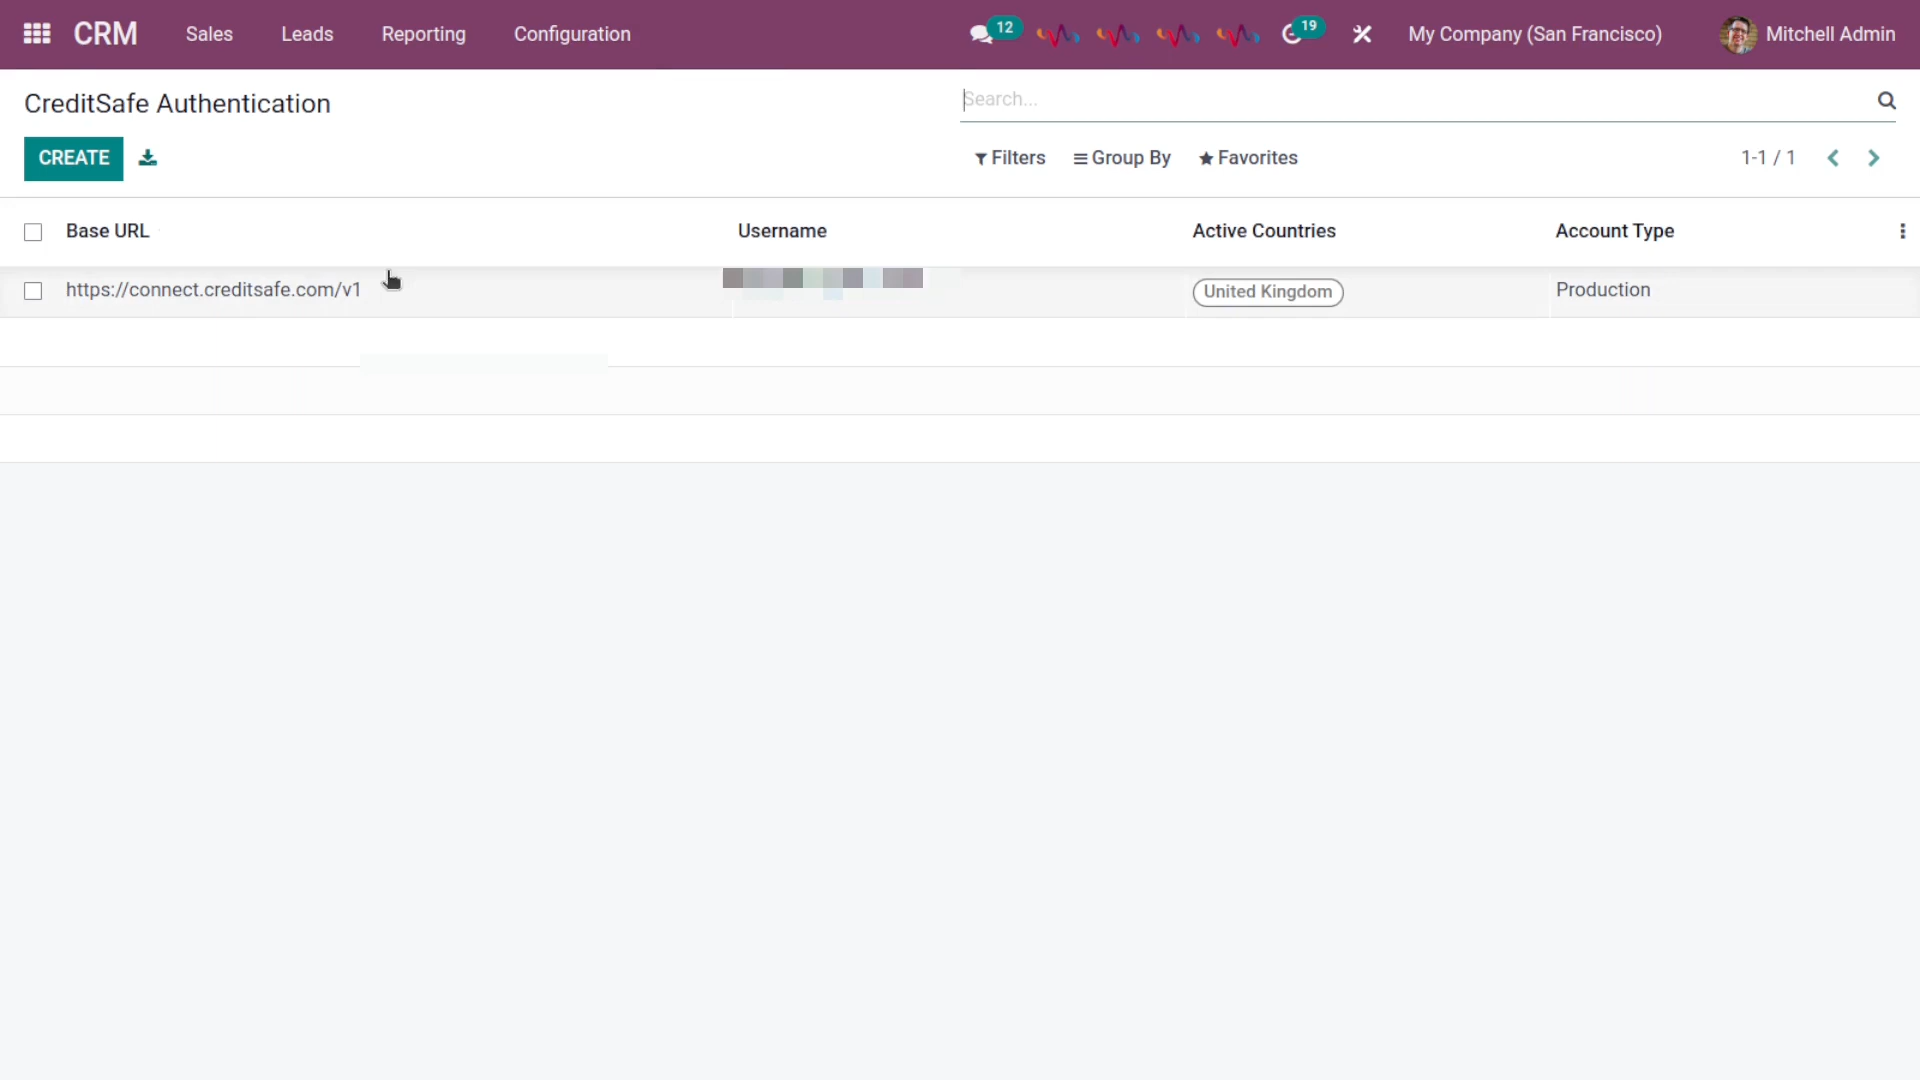 CRM Sales Leads Reporting Configuration 12 19 My Company (San Francisco) Mitchell Admin
CreditSafe Authentication
Search...
CREATE
Filters Group By Favorites 1-1 / 1
Base URL Username Active Countries Account Type
https://connect.creditsafe.com/v1 United Kingdom Production